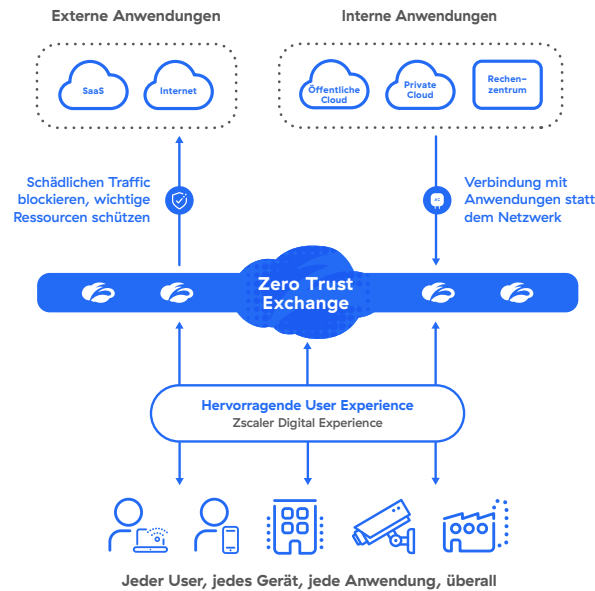 Externe Anwendungen
Interne Anwendungen
SaaS
Internet
Öffentliche
Cloud
Private
Cloud
Rechen-
zentrum
Schädlichen Traffic
blockieren, wichtige
Ressourcen schützen
AC
Verbindung mit
Anwendungen statt
dem Netzwerk
Zero Trust
Exchange
Hervorragende User Experience
Zscaler Digital Experience
Jeder User, jedes Gerät, jede Anwendung, überall